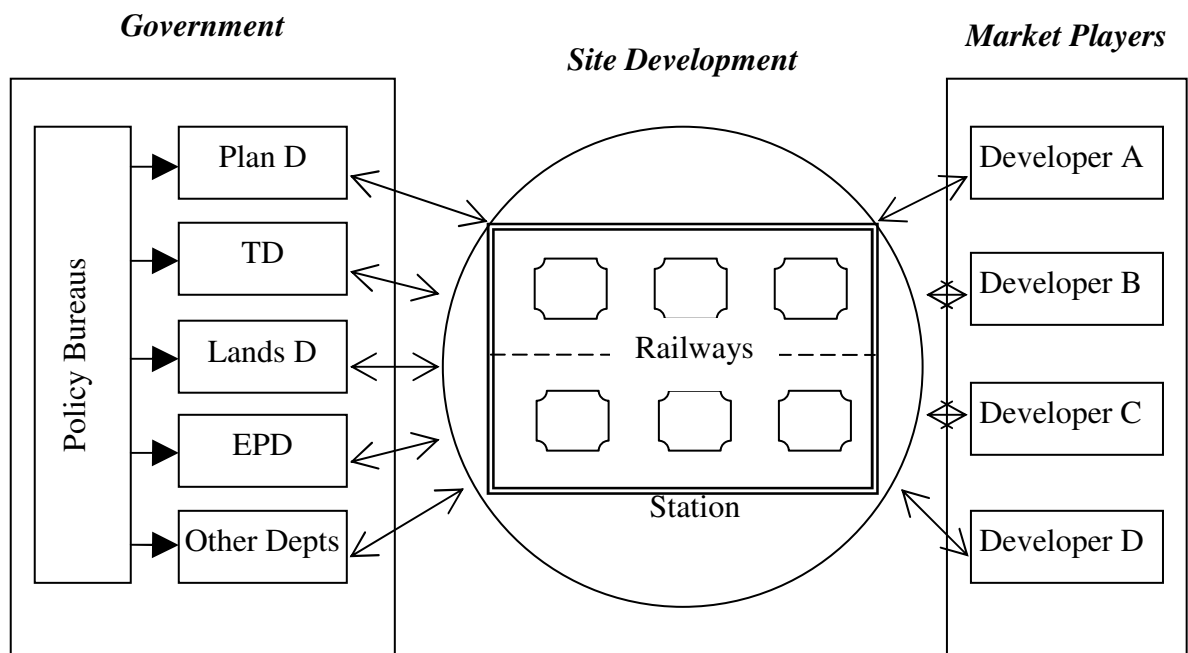 Government
Site Development
Market Players
Policy Bureaus
Plan D
TD
Lands D
EPD
Other Depts
Railways
Station
Developer A
Developer B
Developer C
Developer D